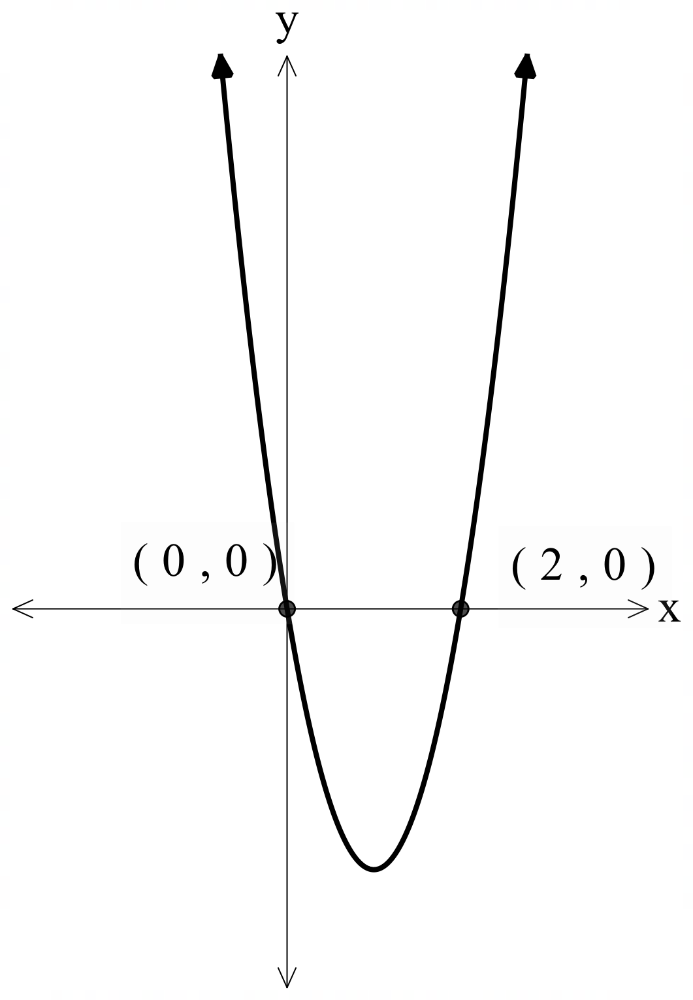 y
( 0 , 0 )
( 2 , 0 )
x